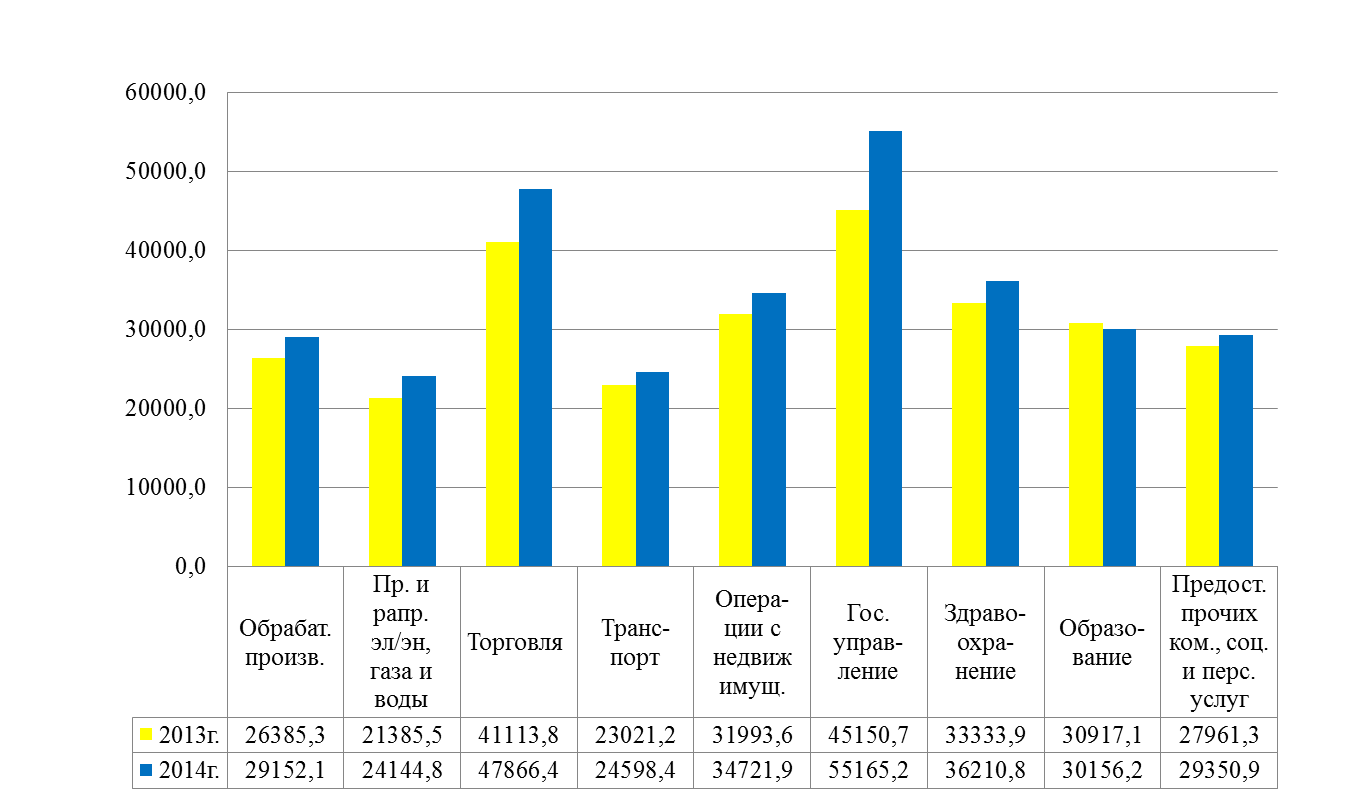 60000,0
50000,0
40000,0
30000,0
20000,0
10000,0
0,0
Обрабат.
произв.
Пр. и
рапр.
эл/эн,
газа и
воды
Торговля
Транс-
порт
Опера-
ции с
недвиж
имущ.
Гос.
управ-
ление
Здраво-
охра-
нение
Образо-
вание
Предост.
прочих
ком., соц.
и перс.
услуг
2013г. 26385,3 21385,5 41113,8 23021,2 31993,6 45150,7 33333,9 30917,1 27961,3
2014г. 29152,1 24144,8 47866,4 24598,4 34721,9 55165,2 36210,8 30156,2 29350,9